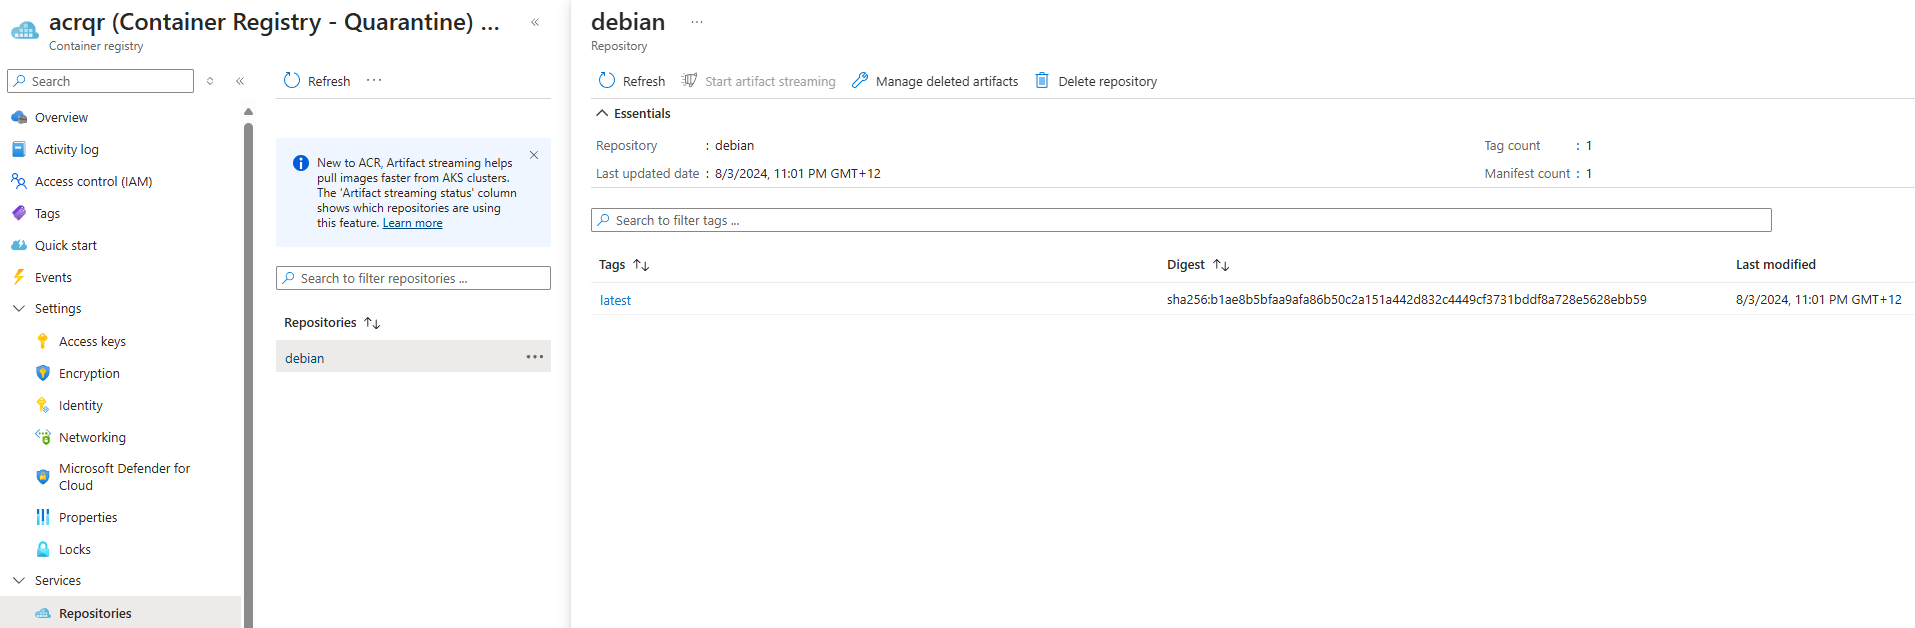 acrqr (Container Registry - Quarantine) ...
Container registry
Search
Overview
Activity log
Access control (IAM)
Tags
Quick start
Events
Settings
Access keys
Encryption
Identity
Networking
Microsoft Defender for
Cloud
Properties
Locks
Services
Repositories
Refresh
New to ACR, Artifact streaming helps
pull images faster from AKS clusters.
The 'Artifact streaming status' column
shows which repositories are using
this feature. Learn more
Search to filter repositories ...
Repositories
debian
debian
Repository
Refresh Start artifact streaming Manage deleted artifacts Delete repository
Essentials
Repository : debian Tag count : 1
Last updated date : 8/3/2024, 11:01 PM GMT+12 Manifest count : 1
Search to filter tags ...
Tags Digest Last modified
latest sha256:b1ae8b5bfaa9afa86b50c2a151a442d832c4449cf3731bddf8a728e5628ebb59 8/3/2024, 11:01 PM GMT+12